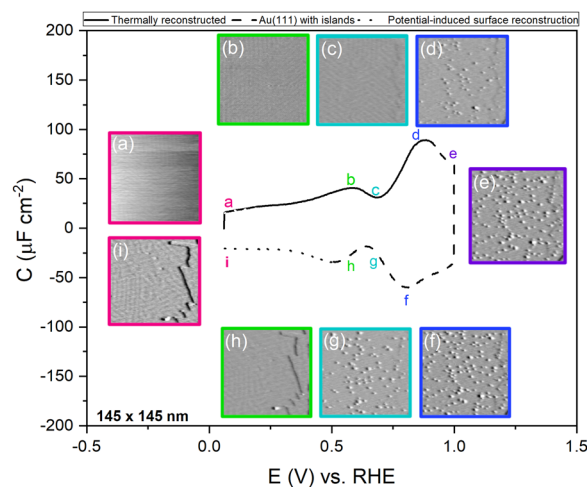 Thermally reconstructed Au(111) with islands Potential-induced surface reconstruction
200
150
100
50
0
-50
-100
-150
-200
C (µF cm⁻²)
(a)
(b)
(c)
(d)
(e)
(f)
(g)
(h)
(i)
a
b
c
d
e
f
g
h
i
145 x 145 nm
-0.5 0.0 0.5 1.0 1.5
E (V) vs. RHE